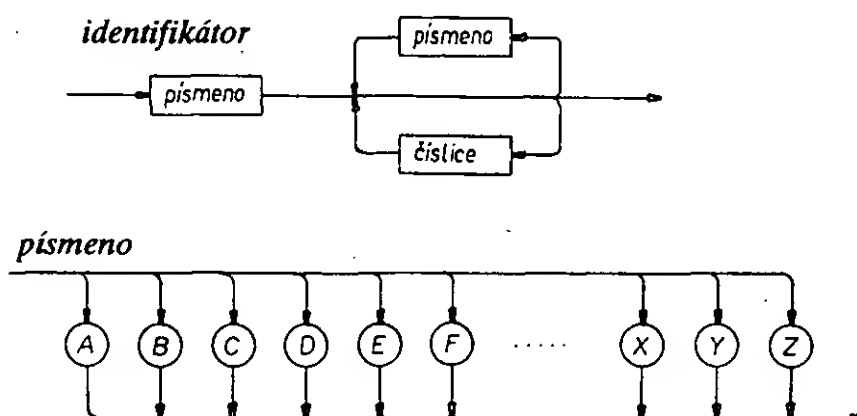 identifikátor
písmeno
písmeno
číslice
písmeno
A B C D E F ..... X Y Z